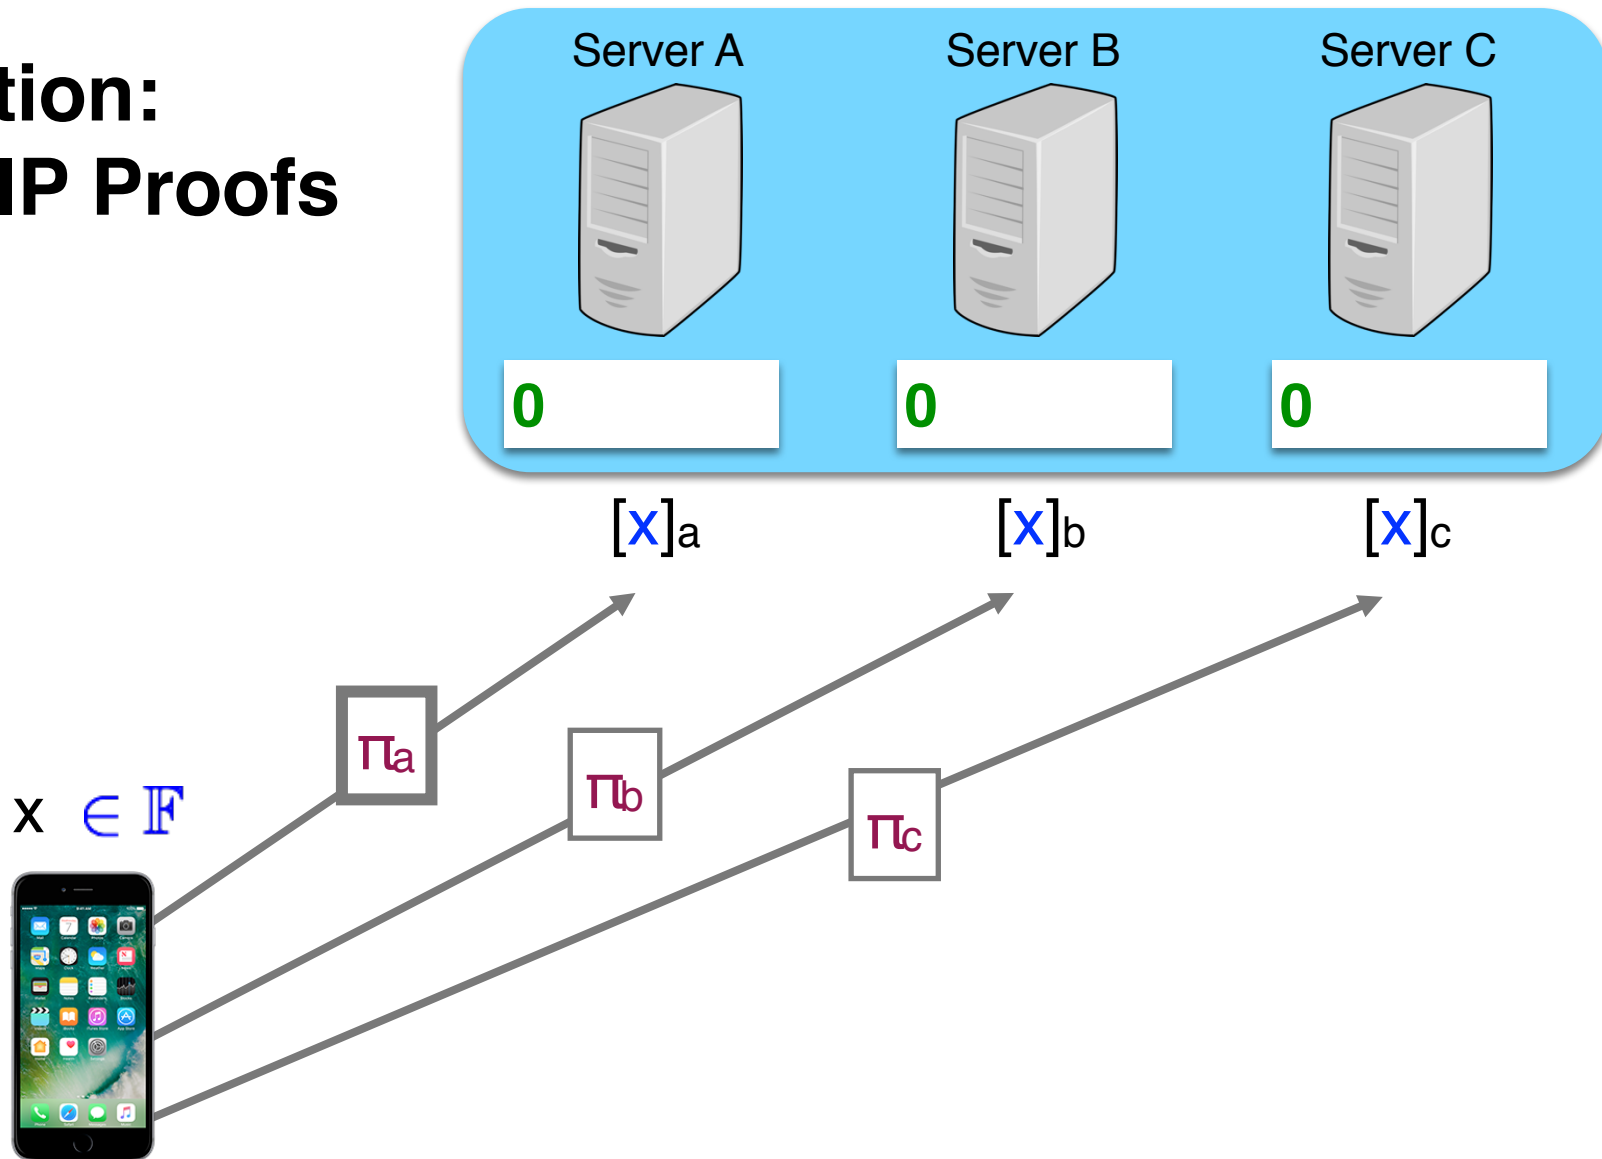 tion:
IP Proofs
Server A Server B Server C
0 0 0
[x]a [x]b [x]c
πa
πb
πc
x ∈ 𝔽